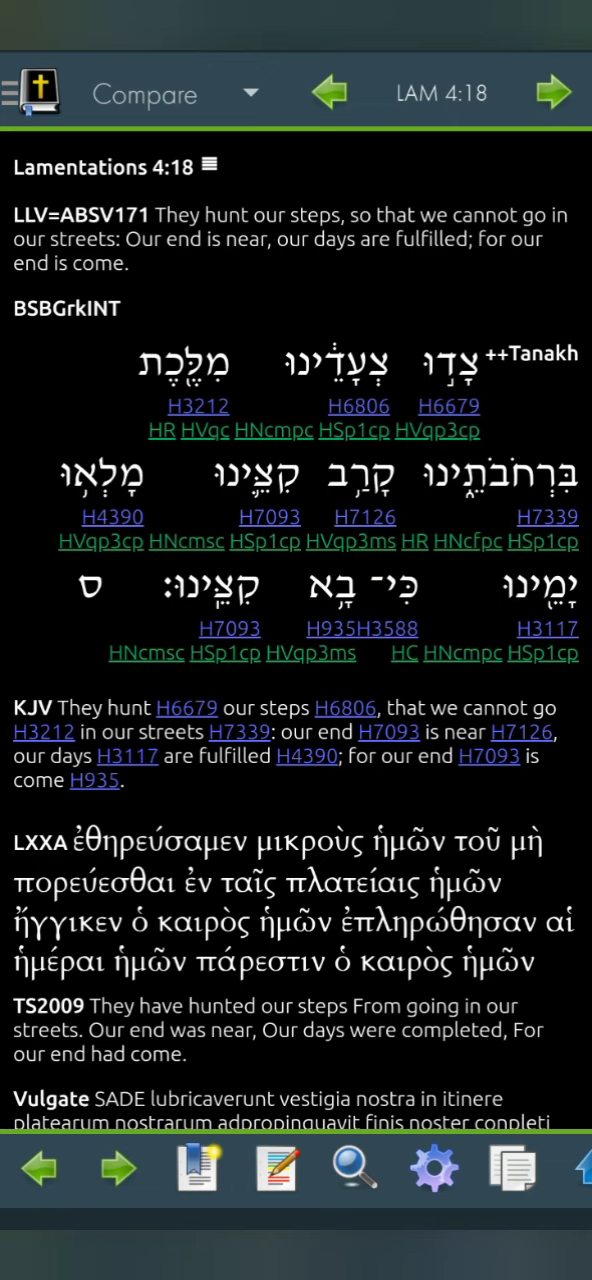 Compare
LAM 4:18
Lamentations 4:18
LLV=ABSV171 They hunt our steps, so that we cannot go in
our streets: Our end is near, our days are fulfilled; for our
end is come.
BSBGrkINT
++Tanakh צָד֣וּ צְעָדֵ֔ינוּ מִלֶּ֖כֶת
H3212 H6806 H6679
HR HVqc HNcmpc HSp1cp HVqp3cp
בִּרְחֹבֹתֵ֑ינוּ קָרַ֥ב קִצֵּ֛ינוּ מָלְא֥וּ
H4390 H7093 H7126 H7339
HVqp3cp HNcmsc HSp1cp HVqp3ms HR HNcfpc HSp1cp
יָמֵ֖ינוּ כִּי־ בָ֥א קִצֵּֽינוּ׃ ס
H7093 H935H3588 H3117
HNcmsc HSp1cp HVqp3ms HC HNcmpc HSp1cp
KJV They hunt H6679 our steps H6806, that we cannot go
H3212 in our streets H7339: our end H7093 is near H7126,
our days H3117 are fulfilled H4390; for our end H7093 is
come H935.
LXXA ἐθηρεύσαμεν μικροὺς ἡμῶν τοῦ μὴ
πορεύεσθαι ἐν ταῖς πλατείαις ἡμῶν
ἤγγικεν ὁ καιρὸς ἡμῶν ἐπληρώθησαν αἱ
ἡμέραι ἡμῶν πάρεστιν ὁ καιρὸς ἡμῶν
TS2009 They have hunted our steps From going in our
streets. Our end was near, Our days were completed, For
our end had come.
Vulgate SADE lubricaverunt vestigia nostra in itinere
platearum nostrarum adpropinquavit finis noster conpleti